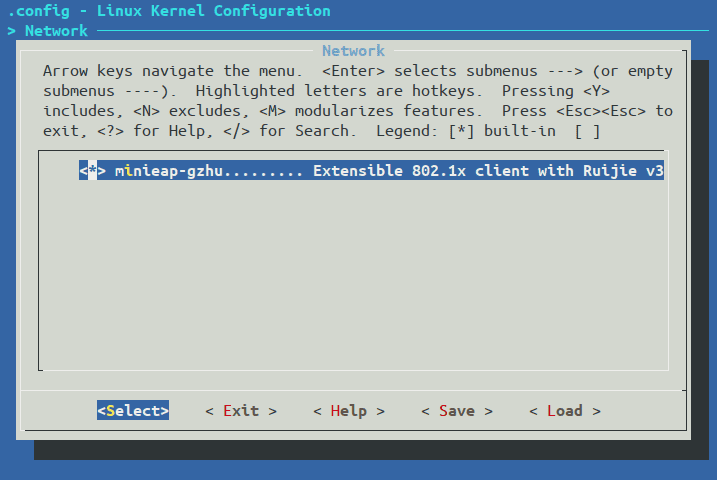 .config - Linux Kernel Configuration
> Network
Network
Arrow keys navigate the menu.  <Enter> selects submenus ---> (or empty
submenus ----).  Highlighted letters are hotkeys.  Pressing <Y>
includes, <N> excludes, <M> modularizes features.  Press <Esc><Esc> to
exit, <?> for Help, </> for Search.  Legend: [*] built-in  [ ]
<*> minieap-gzhu......... Extensible 802.1x client with Ruijie v3
<Select>    < Exit >    < Help >    < Save >    < Load >